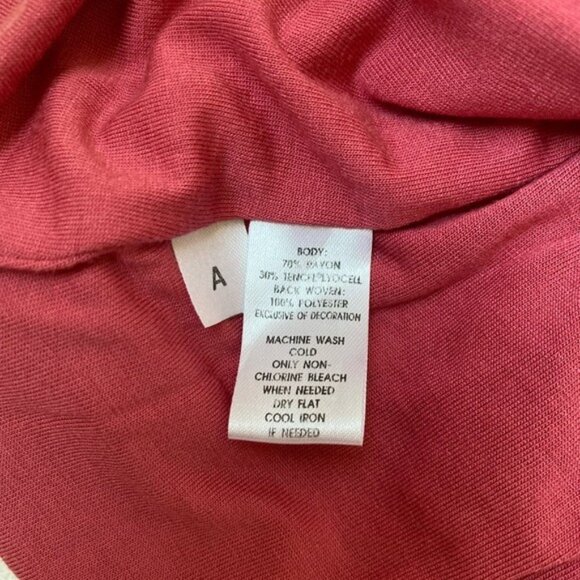 A
BODY:
70% RAYON
30% TENCEL®LYOCELL
BACK WOVEN:
100% POLYESTER
EXCLUSIVE OF DECORATION
MACHINE WASH
COLD
ONLY NON-
CHLORINE BLEACH
WHEN NEEDED
DRY FLAT
COOL IRON
IF NEEDED